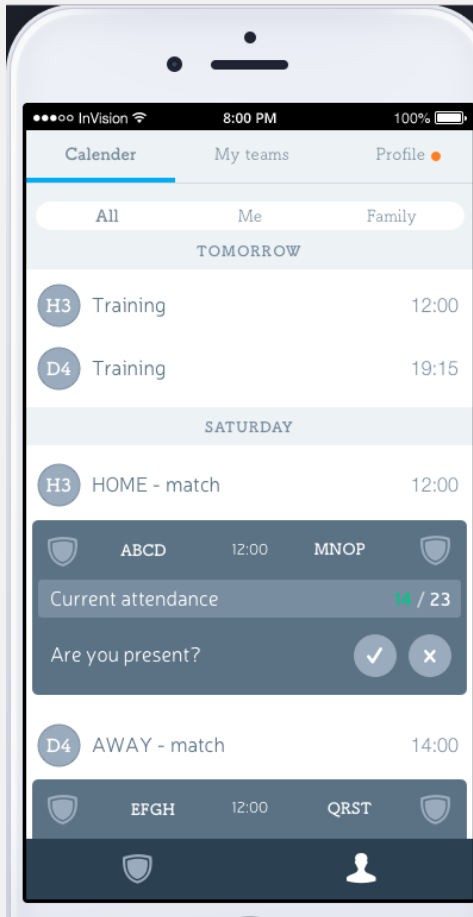 InVision 8:00 PM 100%
Calender My teams Profile
All Me Family
TOMORROW
H3 Training 12:00
D4 Training 19:15
SATURDAY
H3 HOME - match 12:00
ABCD 12:00 MNOP
Current attendance 14 / 23
Are you present?
D4 AWAY - match 14:00
EFGH 12:00 QRST